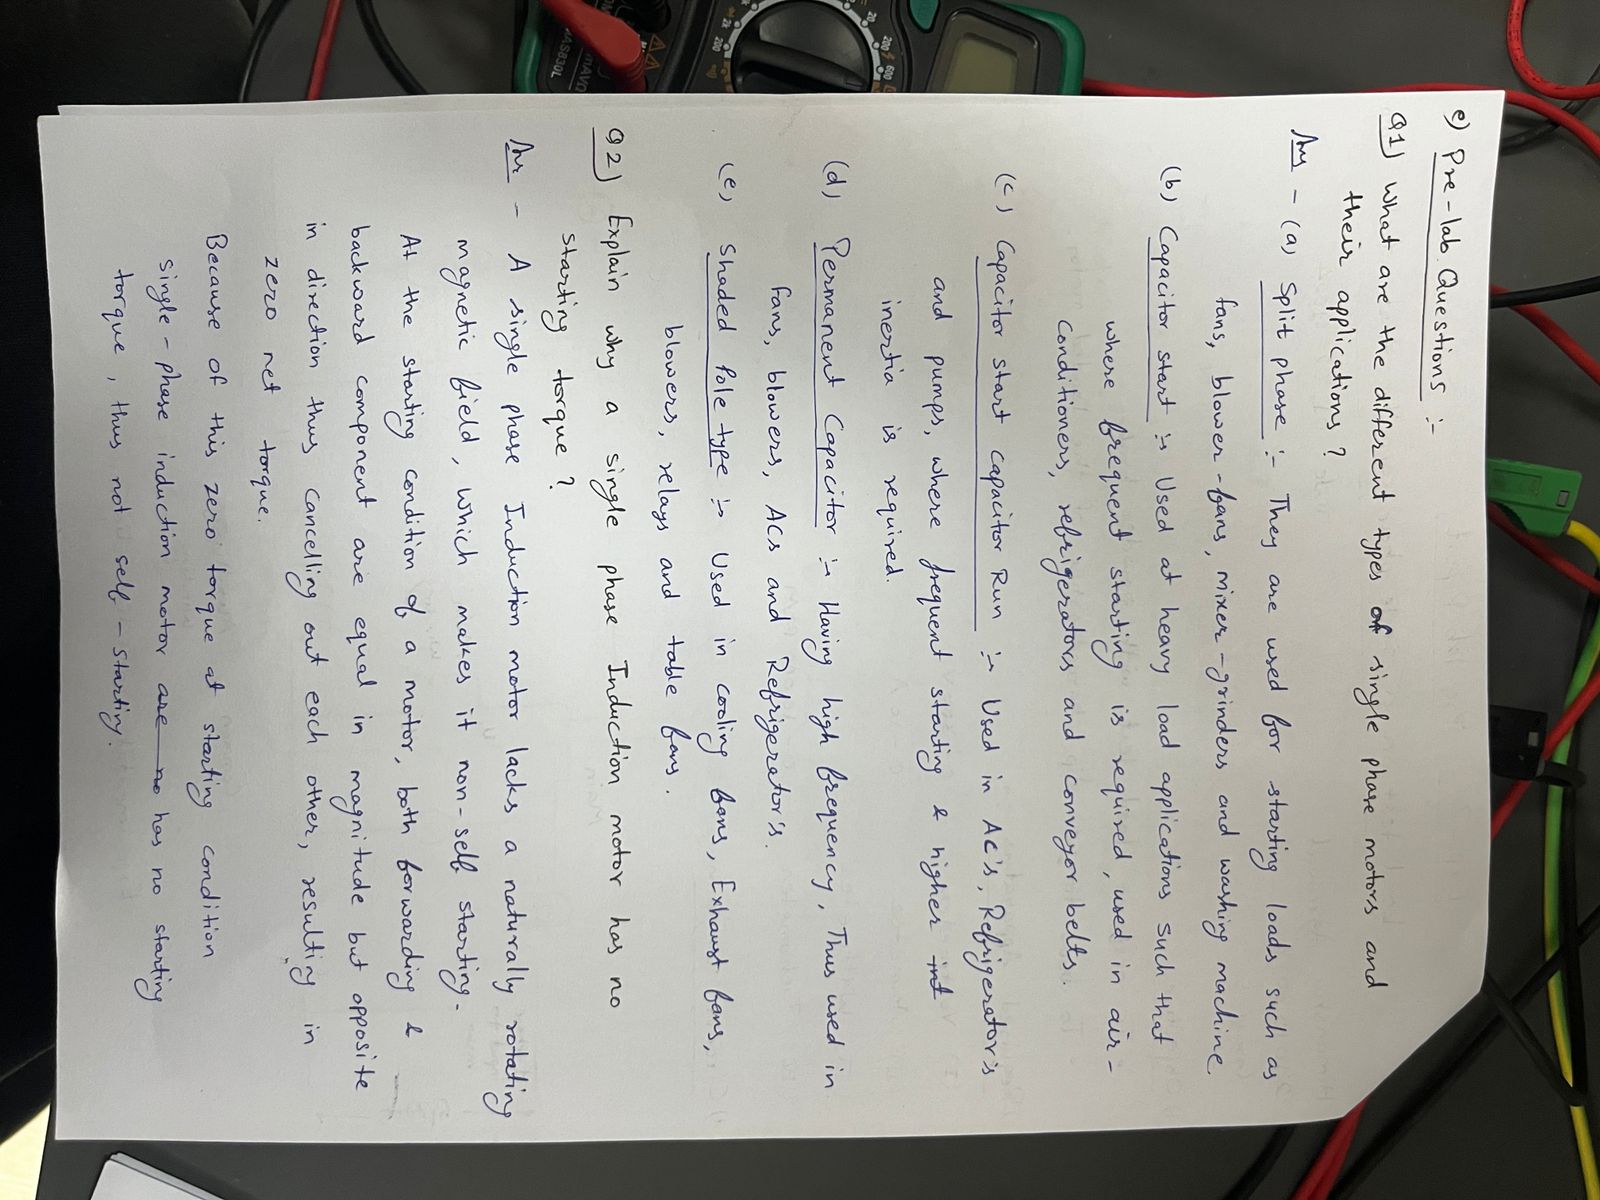 e) Pre-lab Questions :-
Q1) What are the different types of single phase motors and
their applications ?
Ans - (a) Split phase :- They are used for starting loads such as
fans, blower-fans, mixer-grinders and washing machine
(b) Capacitor start :- Used at heavy load applications such that
where frequent starting is required, used in air-
conditioners, refrigerators and conveyor belts.
(c) Capacitor start capacitor Run :- Used in AC's, Refrigerator's
and pumps, where frequent starting & higher int
inertia is required.
(d) Permanent Capacitor :- Having high frequency, Thus used in
fans, blowers, ACs and Refrigerator's.
(e) Shaded Pole type :- Used in cooling fans, Exhaust fans,
blowers, relays and table fans.
Q2) Explain why a single phase Induction motor has no
starting torque ?
Ans - A single phase Induction motor lacks a naturally rotating
magnetic field, which makes it non-self starting.
At the starting condition of a motor, both forwarding &
backward component are equal in magnitude but opposite
in direction thus cancelling out each other, resulting in
zero net torque.
Because of this zero torque at starting condition
single-phase induction motor are no has no starting
torque, thus not self-starting.
200 600
20
2k 200
mAVΩ
MAS830L